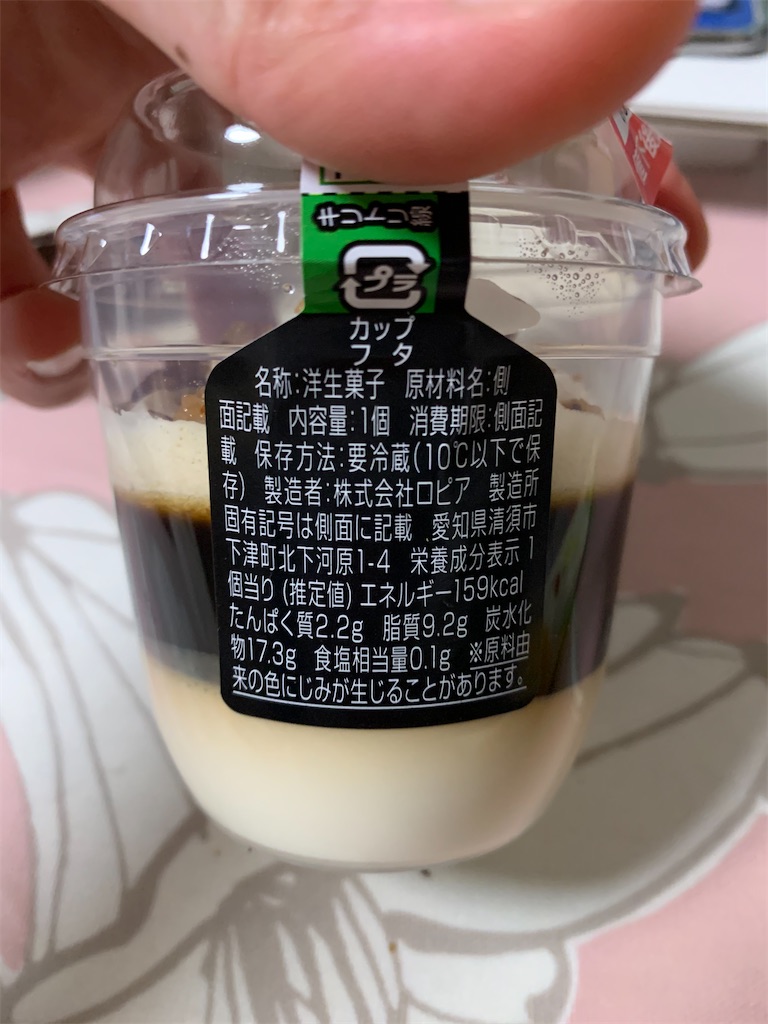 キリトリ線
プラ
カップ
フタ
名称:洋生菓子 原材料名:側
面記載 内容量:1個 消費期限:側面記
載 保存方法:要冷蔵(10℃以下で保
存) 製造者:株式会社ロピア 製造所
固有記号は側面に記載 愛知県清須市
下津町北下河原1-4 栄養成分表示 1
個当り(推定値)エネルギー159kcal
たんぱく質2.2g 脂質9.2g 炭水化
物17.3g 食塩相当量0.1g ※原料由
来の色にじみが生じることがあります。